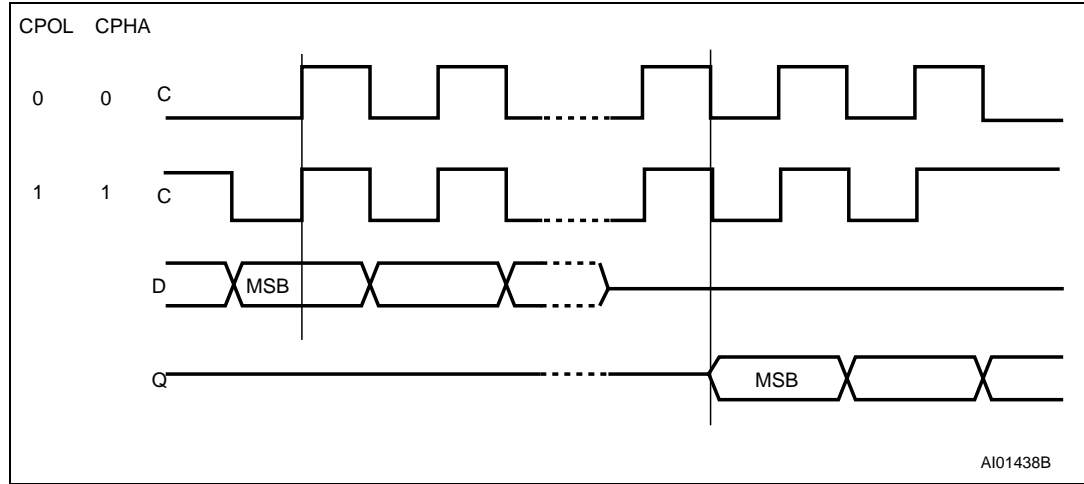 CPOL CPHA
0 0 C
1 1 C
D MSB
Q MSB
AI01438B